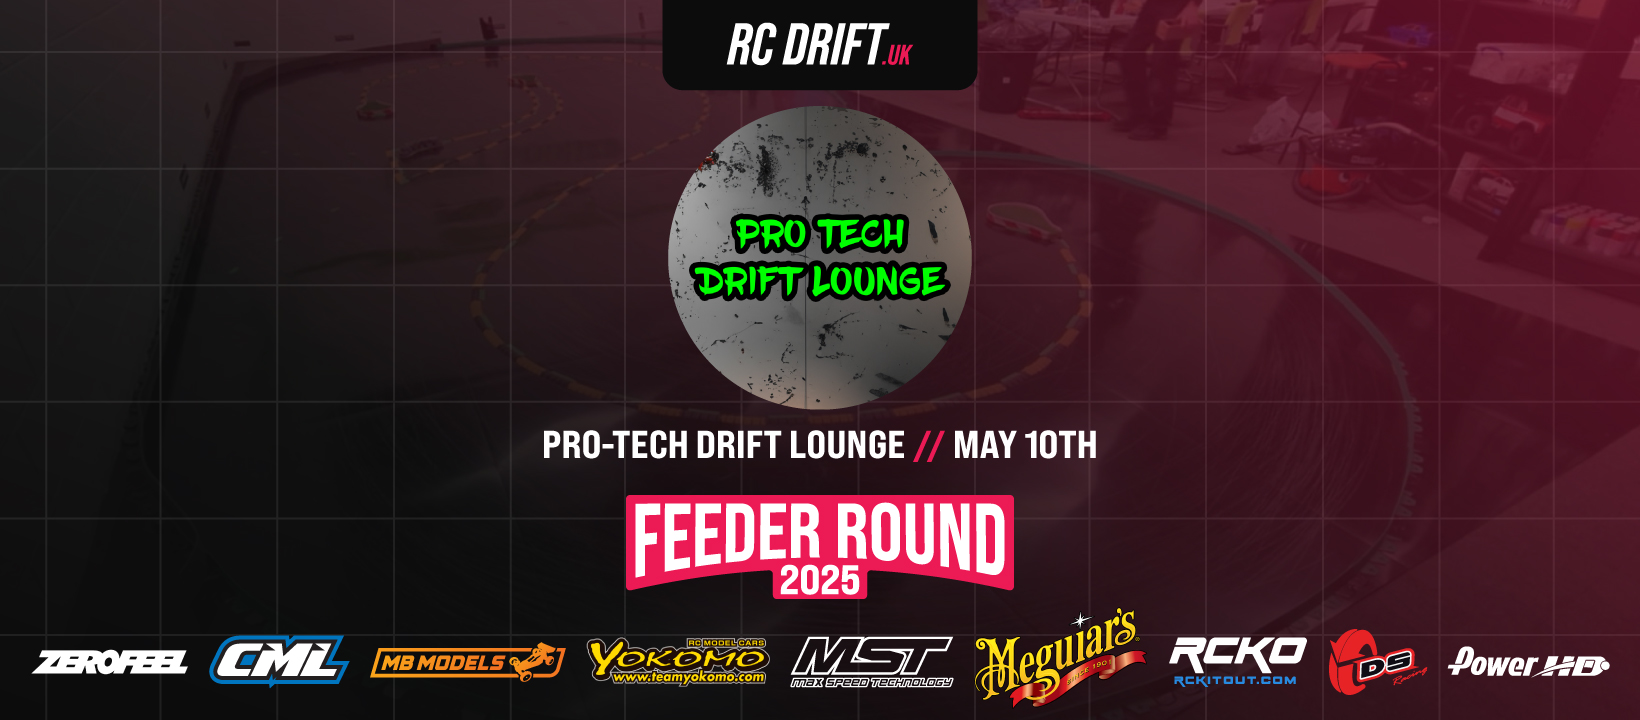 RC DRIFT.UK
PRO TECH
DRIFT LOUNGE
PRO-TECH DRIFT LOUNGE // MAY 10TH
FEEDER ROUND
2025
ZEROFEEL
CML
MB MODELS
RC MODEL CARS
YOKOMO
www.teamyokomo.com
MST
MAX SPEED TECHNOLOGY
Meguiar's
SINCE 1901
RCKO
RCKITOUT.COM
DS
Racing
Power HD